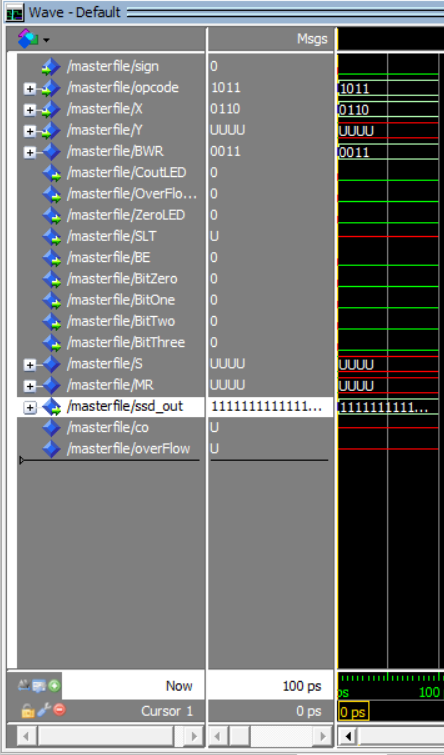 Wave - Default
Msgs
/masterfile/sign 0
/masterfile/opcode 1011 1011
/masterfile/X 0110 0110
/masterfile/Y UUUU UUUU
/masterfile/BWR 0011 0011
/masterfile/CoutLED 0
/masterfile/OverFlo... 0
/masterfile/ZeroLED 0
/masterfile/SLT U
/masterfile/BE 0
/masterfile/BitZero 0
/masterfile/BitOne 0
/masterfile/BitTwo 0
/masterfile/BitThree 0
/masterfile/S UUUU UUUU
/masterfile/MR UUUU UUUU
/masterfile/ssd_out 1111111111111... 1111111111...
/masterfile/co U
/masterfile/overFlow U
Now 100 ps ps 100
Cursor 1 0 ps 0 ps